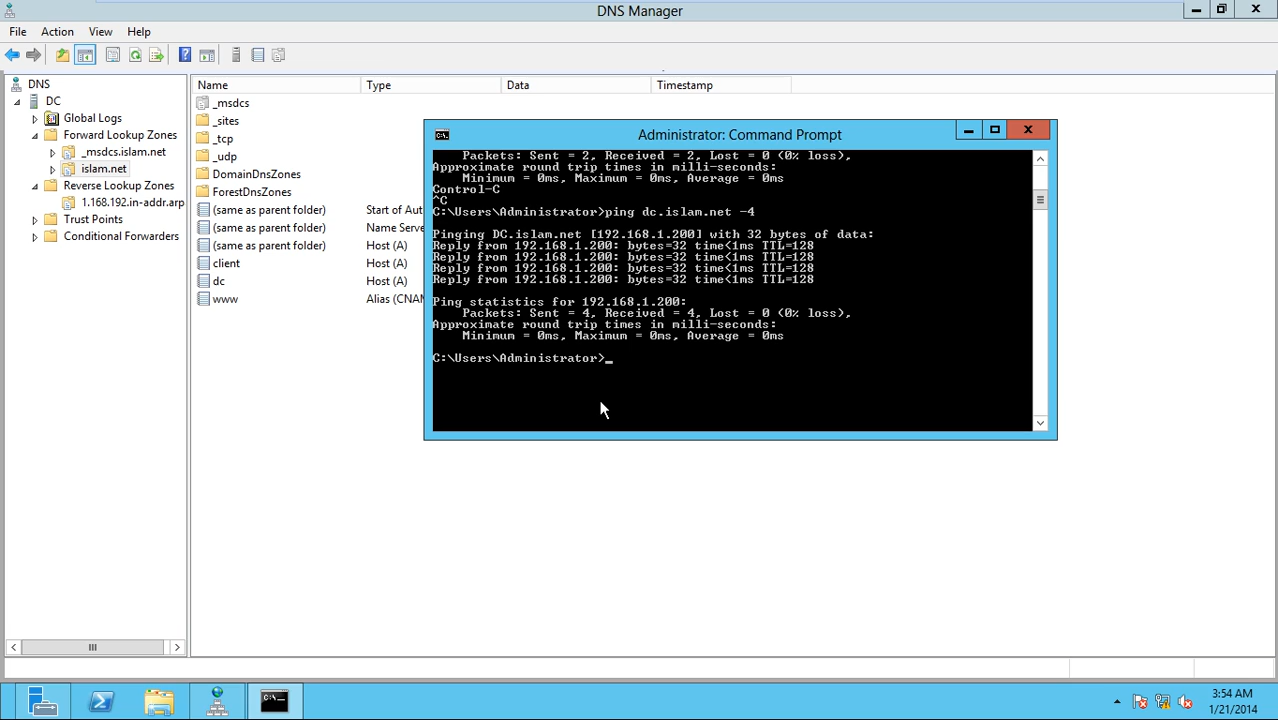 DNS Manager
File Action View Help
DNS
DC
Global Logs
Forward Lookup Zones
_msdcs.islam.net
islam.net
Reverse Lookup Zones
1.168.192.in-addr.arp
Trust Points
Conditional Forwarders
Name Type Data Timestamp
_msdcs
_sites
_tcp
_udp
DomainDnsZones
ForestDnsZones
(same as parent folder) Start of Aut
(same as parent folder) Name Serve
(same as parent folder) Host (A)
client Host (A)
dc Host (A)
www Alias (CNAM
Administrator: Command Prompt
Packets: Sent = 2, Received = 2, Lost = 0 (0% loss),
Approximate round trip times in milli-seconds:
Minimum = 0ms, Maximum = 0ms, Average = 0ms
Control-C
^C
C:\Users\Administrator>ping dc.islam.net -4
Pinging DC.islam.net [192.168.1.200] with 32 bytes of data:
Reply from 192.168.1.200: bytes=32 time<1ms TTL=128
Reply from 192.168.1.200: bytes=32 time<1ms TTL=128
Reply from 192.168.1.200: bytes=32 time<1ms TTL=128
Reply from 192.168.1.200: bytes=32 time<1ms TTL=128
Ping statistics for 192.168.1.200:
Packets: Sent = 4, Received = 4, Lost = 0 (0% loss),
Approximate round trip times in milli-seconds:
Minimum = 0ms, Maximum = 0ms, Average = 0ms
C:\Users\Administrator>_
3:54 AM
1/21/2014